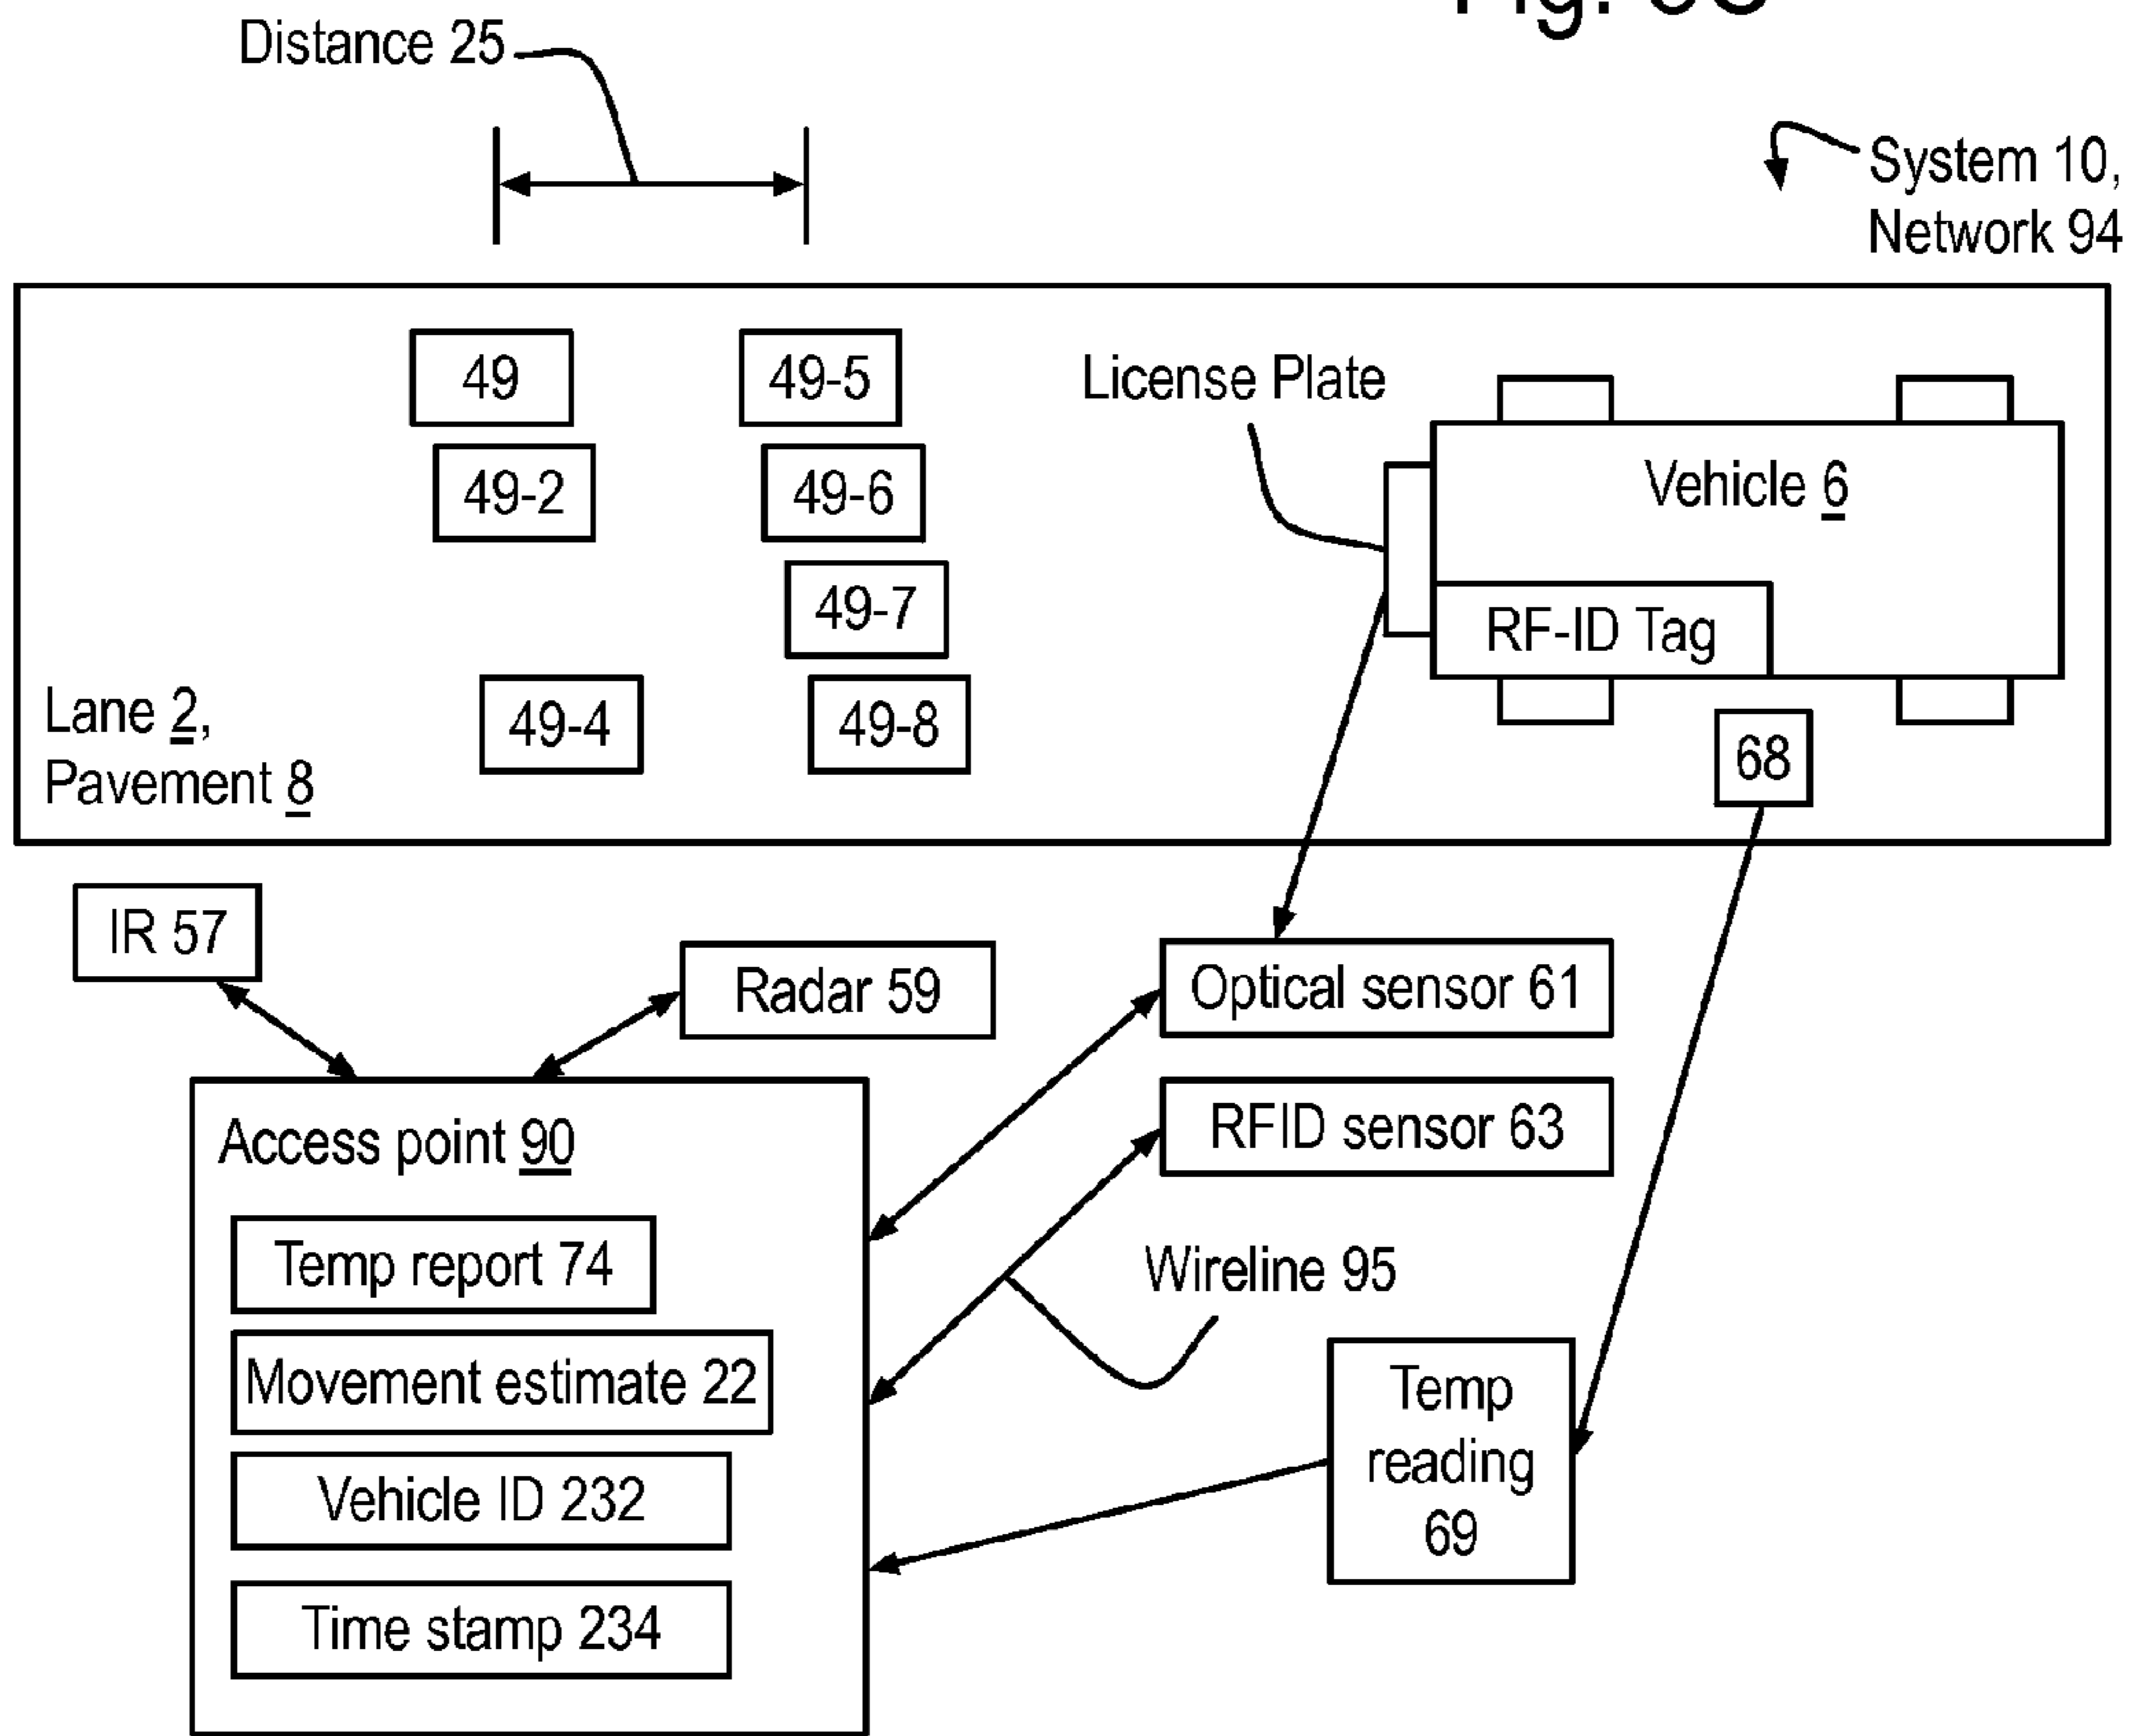 Distance 25
System 10,
Network 94
49
49-5
License Plate
49-2
49-6
Vehicle 6
49-7
RF-ID Tag
49-4
49-8
Lane 2,
Pavement 8
68
IR 57
Radar 59
Optical sensor 61
RFID sensor 63
Access point 90
Temp report 74
Movement estimate 22
Vehicle ID 232
Time stamp 234
Wireline 95
Temp
reading
69